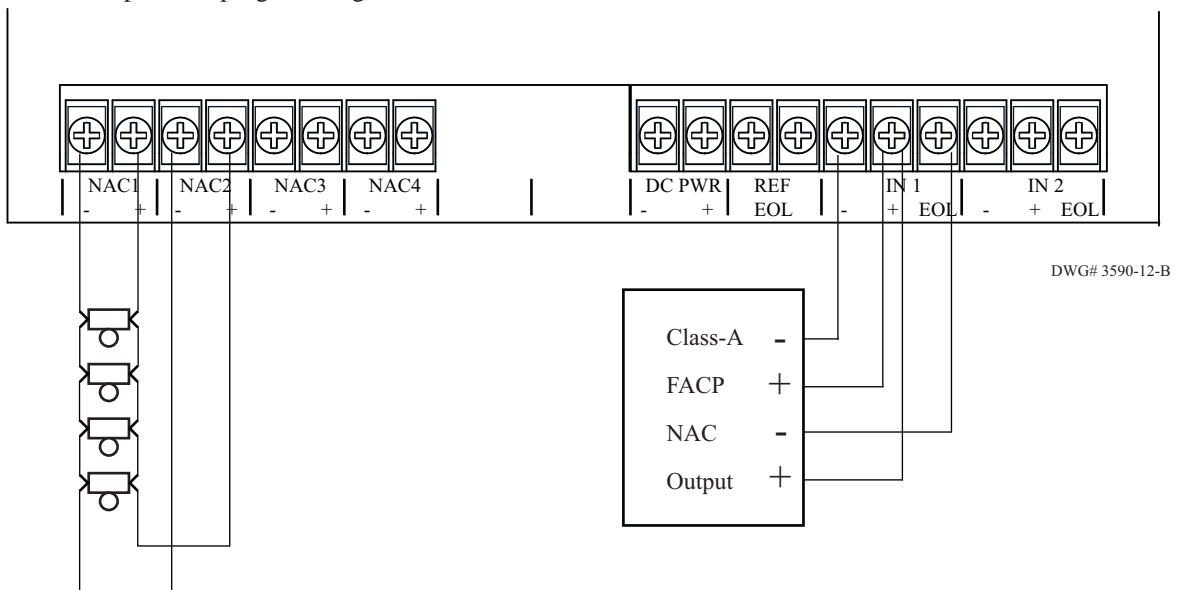 NAC1 NAC2 NAC3 NAC4 DC PWR REF IN 1 IN 2
- + - + - + - + - + EOL - + EOL - + EOL
DWG# 3590-12-B
Class-A -
FACP +
NAC -
Output +